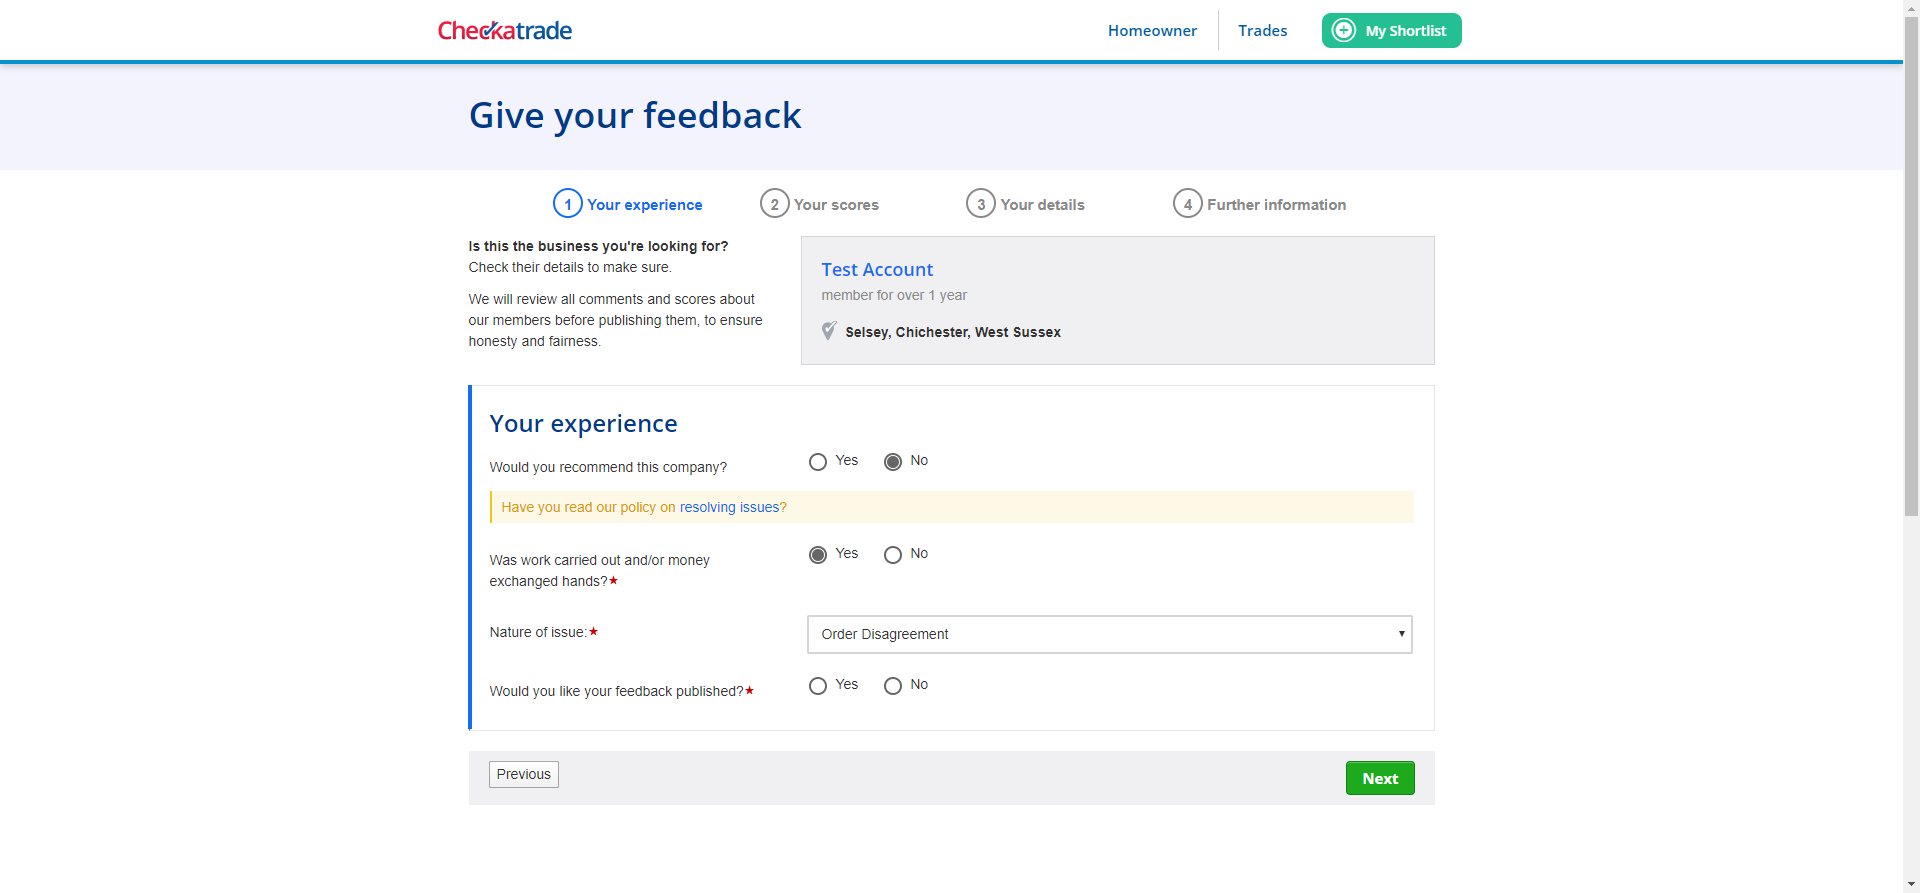 Checkatrade
Homeowner
Trades
My Shortlist
Give your feedback
1 Your experience
2 Your scores
3 Your details
4 Further information
Is this the business you're looking for?
Check their details to make sure.
We will review all comments and scores about
our members before publishing them, to ensure
honesty and fairness.
Test Account
member for over 1 year
Selsey, Chichester, West Sussex
Your experience
Would you recommend this company?
Yes
No
Have you read our policy on resolving issues?
Was work carried out and/or money
exchanged hands?★
Yes
No
Nature of issue:★
Order Disagreement
Would you like your feedback published?★
Yes
No
Previous
Next